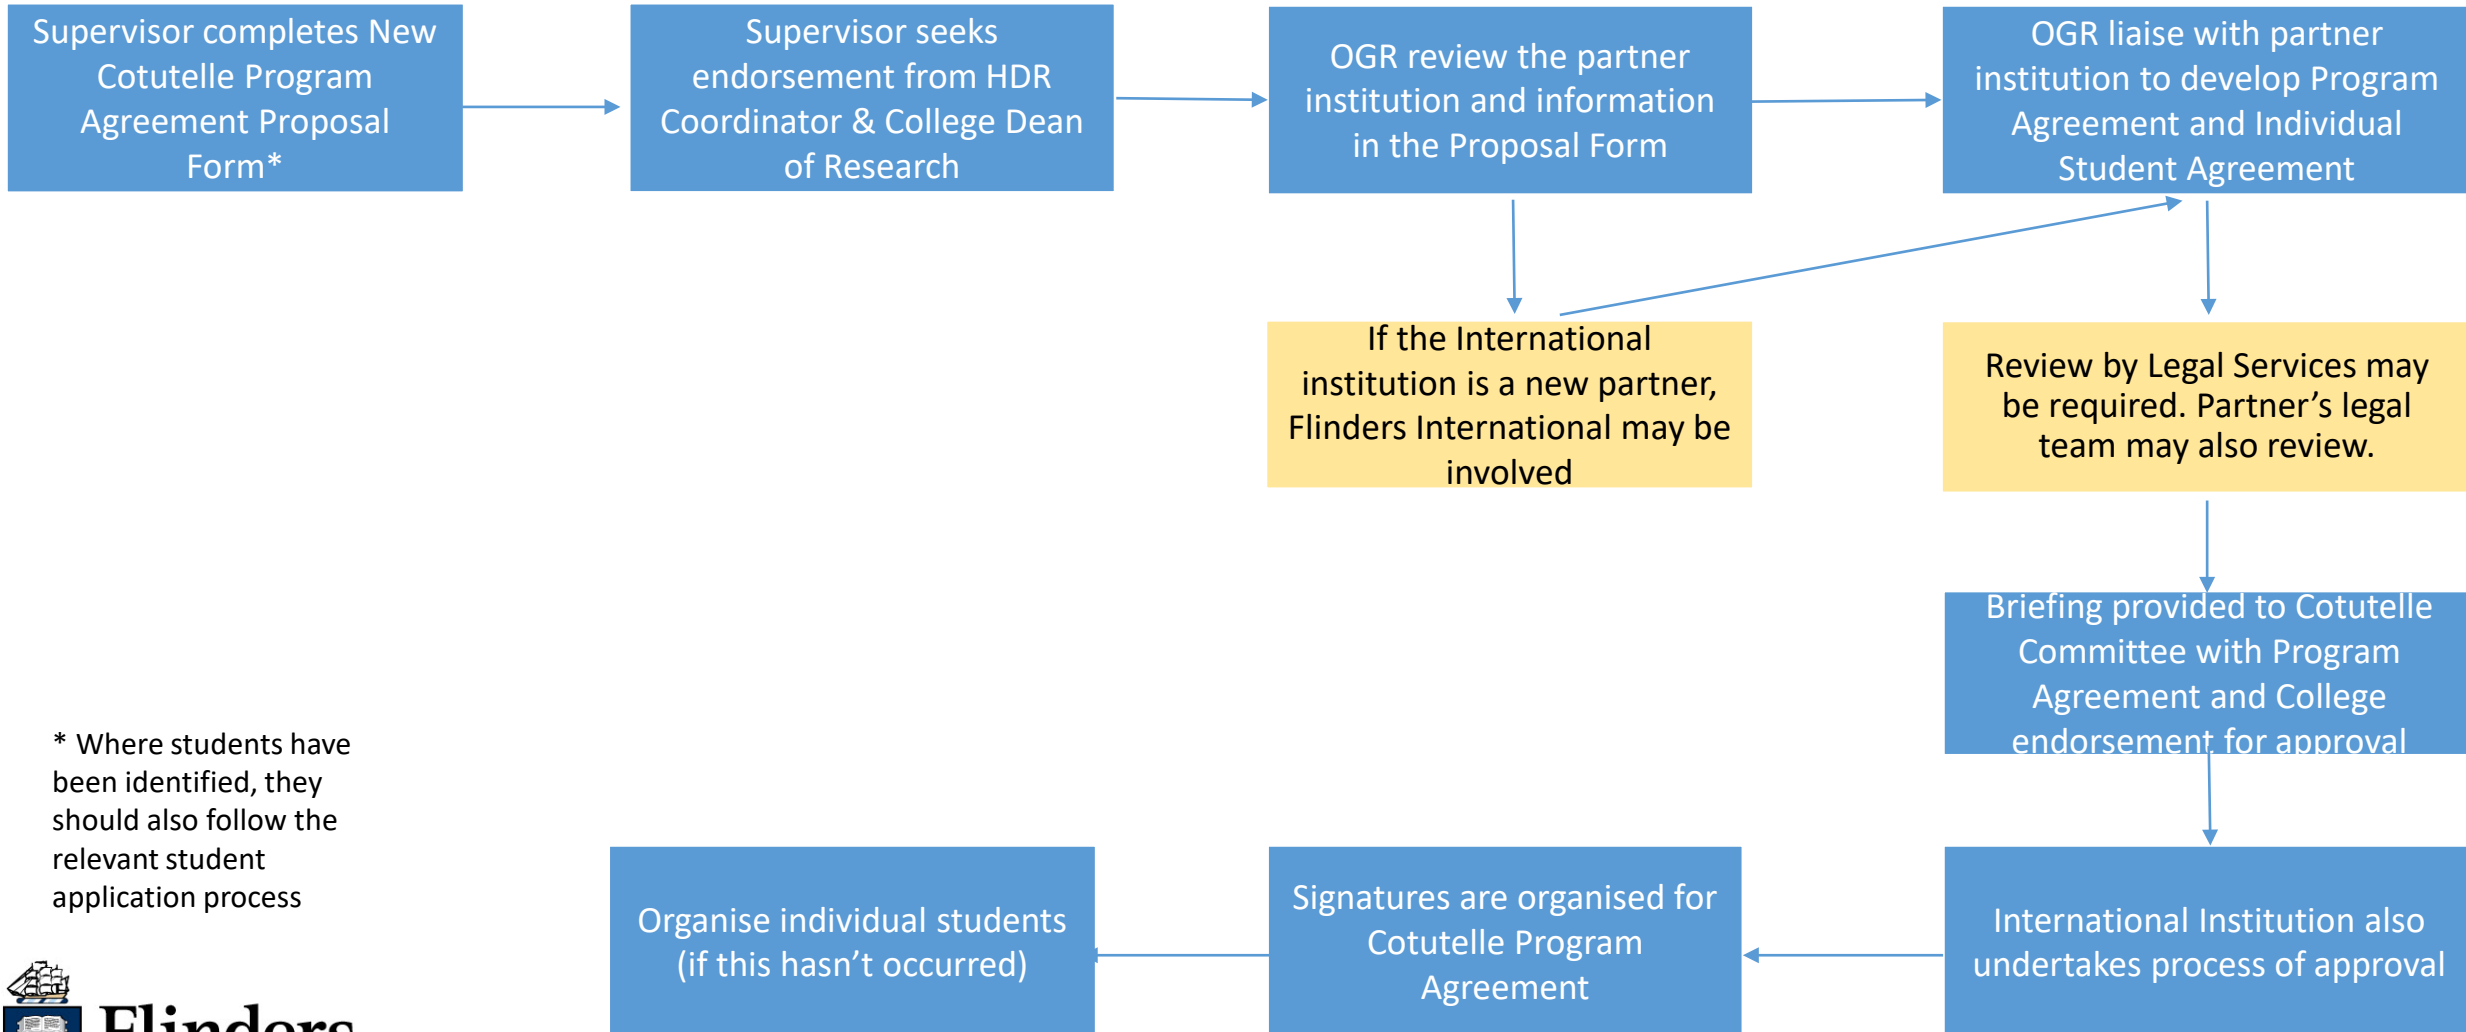 Supervisor completes New
Cotutelle Program
Agreement Proposal
Form*
Supervisor seeks
endorsement from HDR
Coordinator & College Dean
of Research
OGR review the partner
institution and information
in the Proposal Form
OGR liaise with partner
institution to develop Program
Agreement and Individual
Student Agreement
If the International
institution is a new partner,
Flinders International may be
involved
Review by Legal Services may
be required. Partner’s legal
team may also review.
Briefing provided to Cotutelle
Committee with Program
Agreement and College
endorsement for approval
International Institution also
undertakes process of approval
Signatures are organised for
Cotutelle Program
Agreement
Organise individual students
(if this hasn’t occurred)
* Where students have
been identified, they
should also follow the
relevant student
application process
Flinders